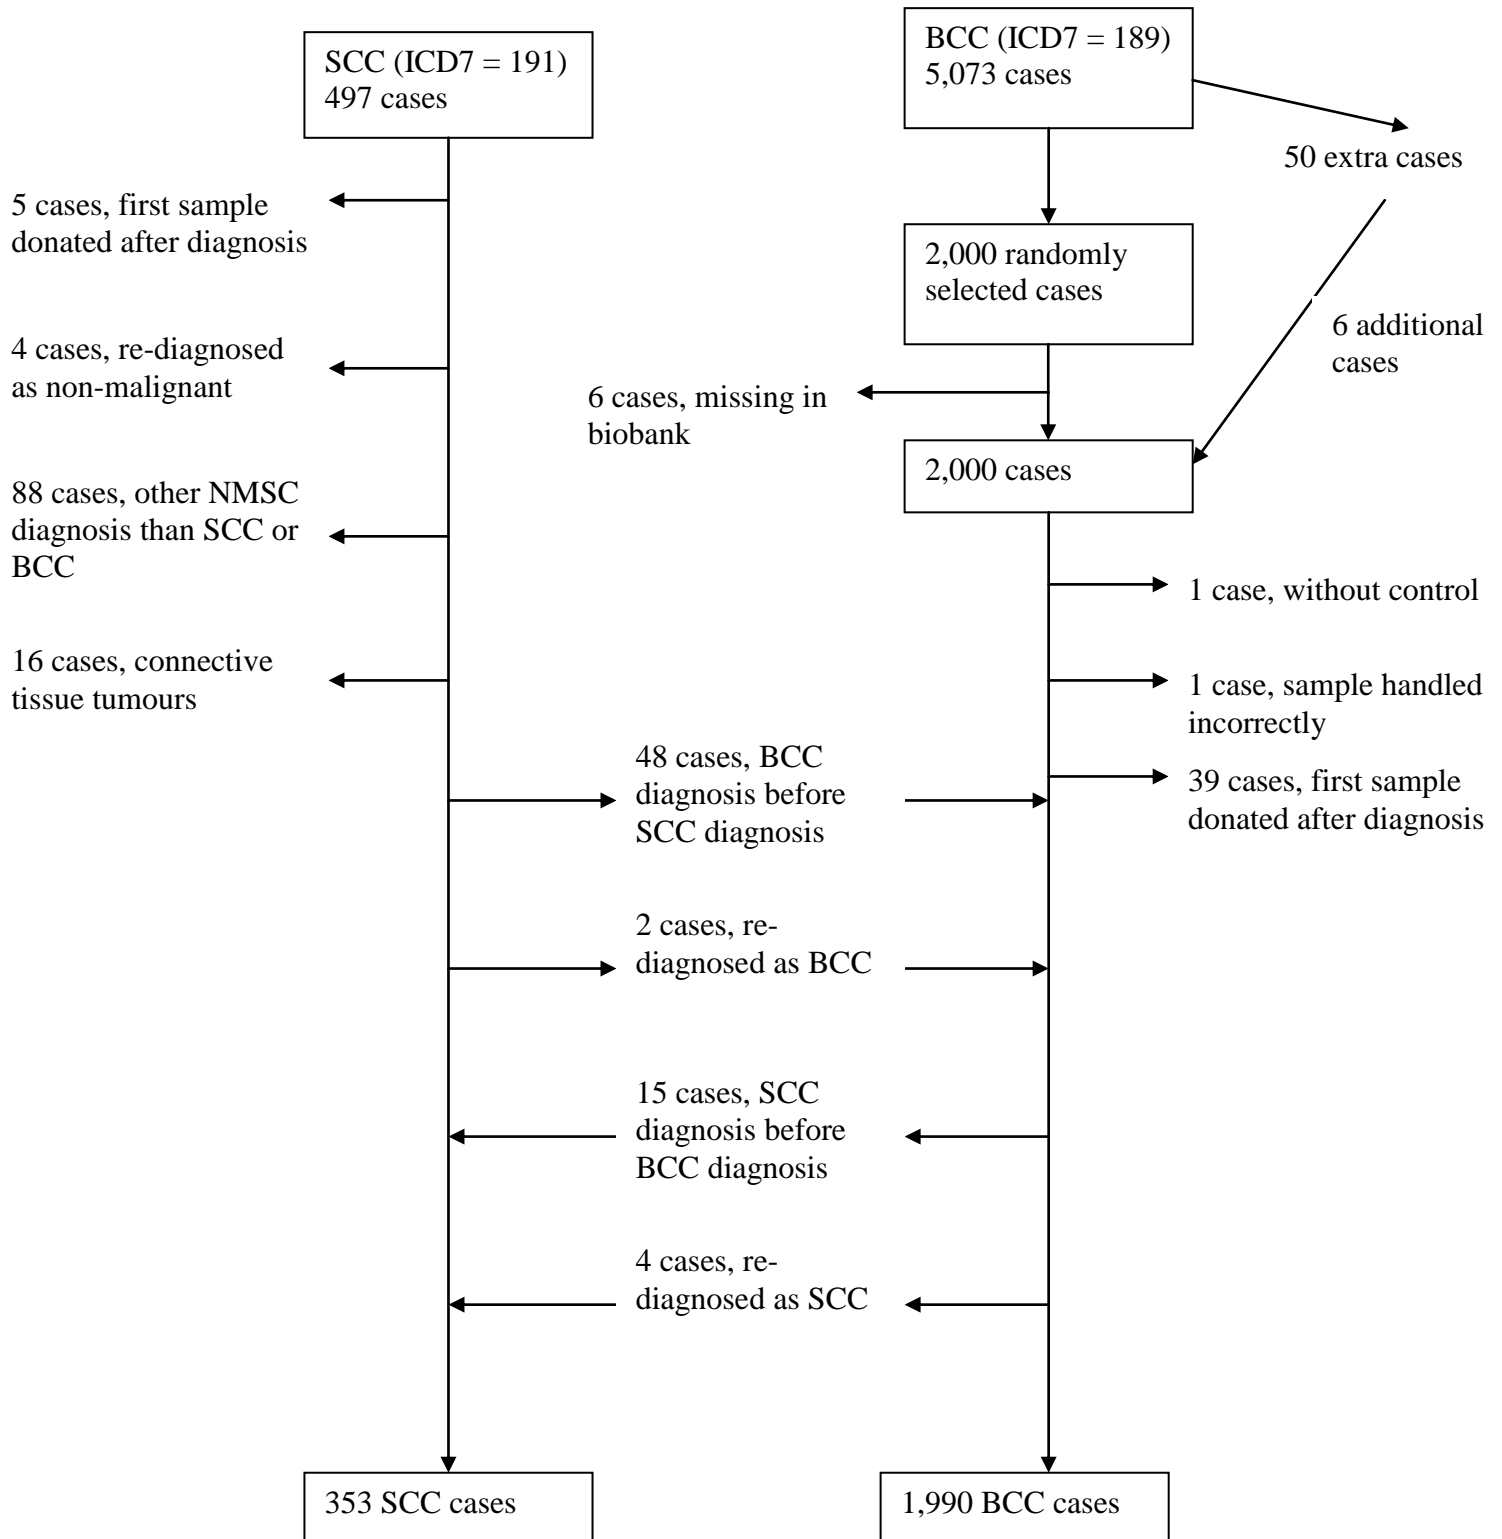 SCC (ICD7 = 191)
497 cases
BCC (ICD7 = 189)
5,073 cases
50 extra cases
5 cases, first sample
donated after diagnosis
2,000 randomly
selected cases
6 additional
cases
4 cases, re-diagnosed
as non-malignant
6 cases, missing in
biobank
2,000 cases
88 cases, other NMSC
diagnosis than SCC or
BCC
1 case, without control
16 cases, connective
tissue tumours
1 case, sample handled
incorrectly
48 cases, BCC
diagnosis before
SCC diagnosis
39 cases, first sample
donated after diagnosis
2 cases, re-
diagnosed as BCC
15 cases, SCC
diagnosis before
BCC diagnosis
4 cases, re-
diagnosed as SCC
353 SCC cases
1,990 BCC cases